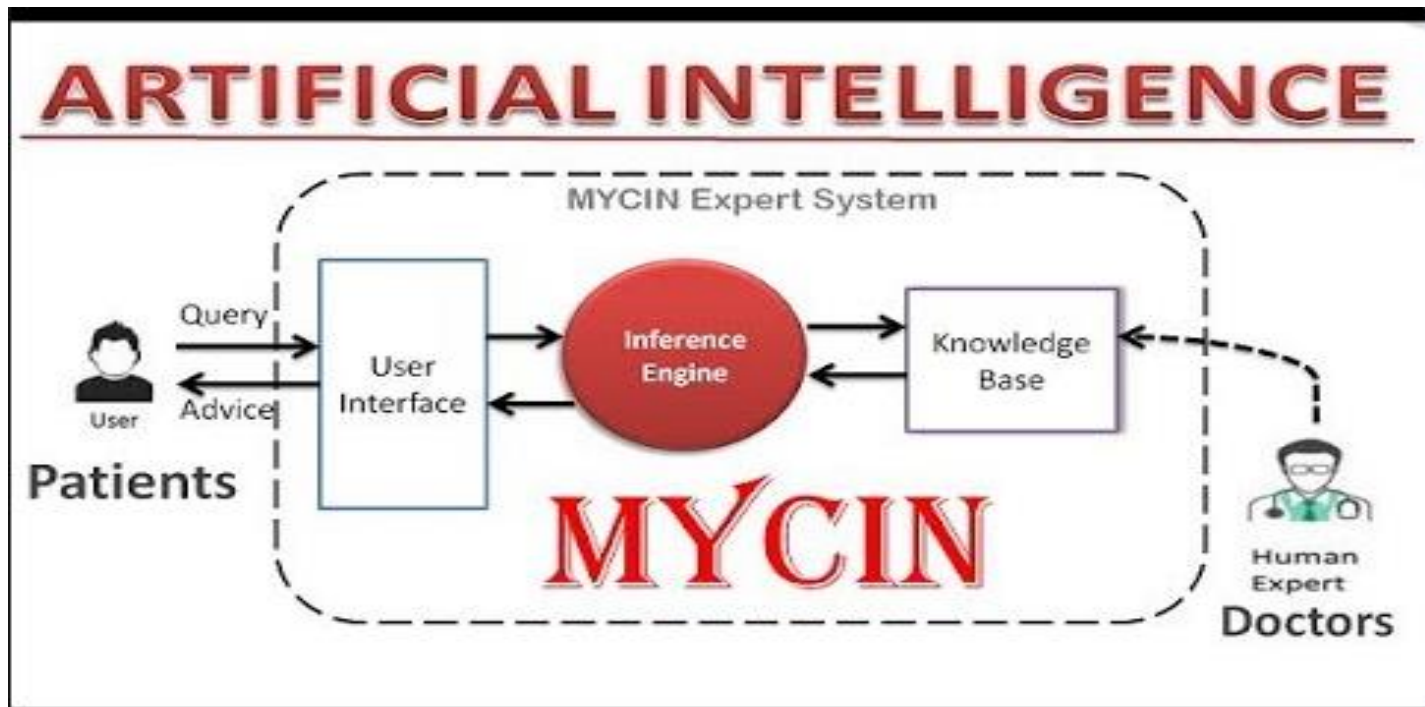 ARTIFICIAL INTELLIGENCE
MYCIN Expert System
Query
Advice
User
Patients
User
Interface
Inference
Engine
Knowledge
Base
MYCIN
Human
Expert
Doctors